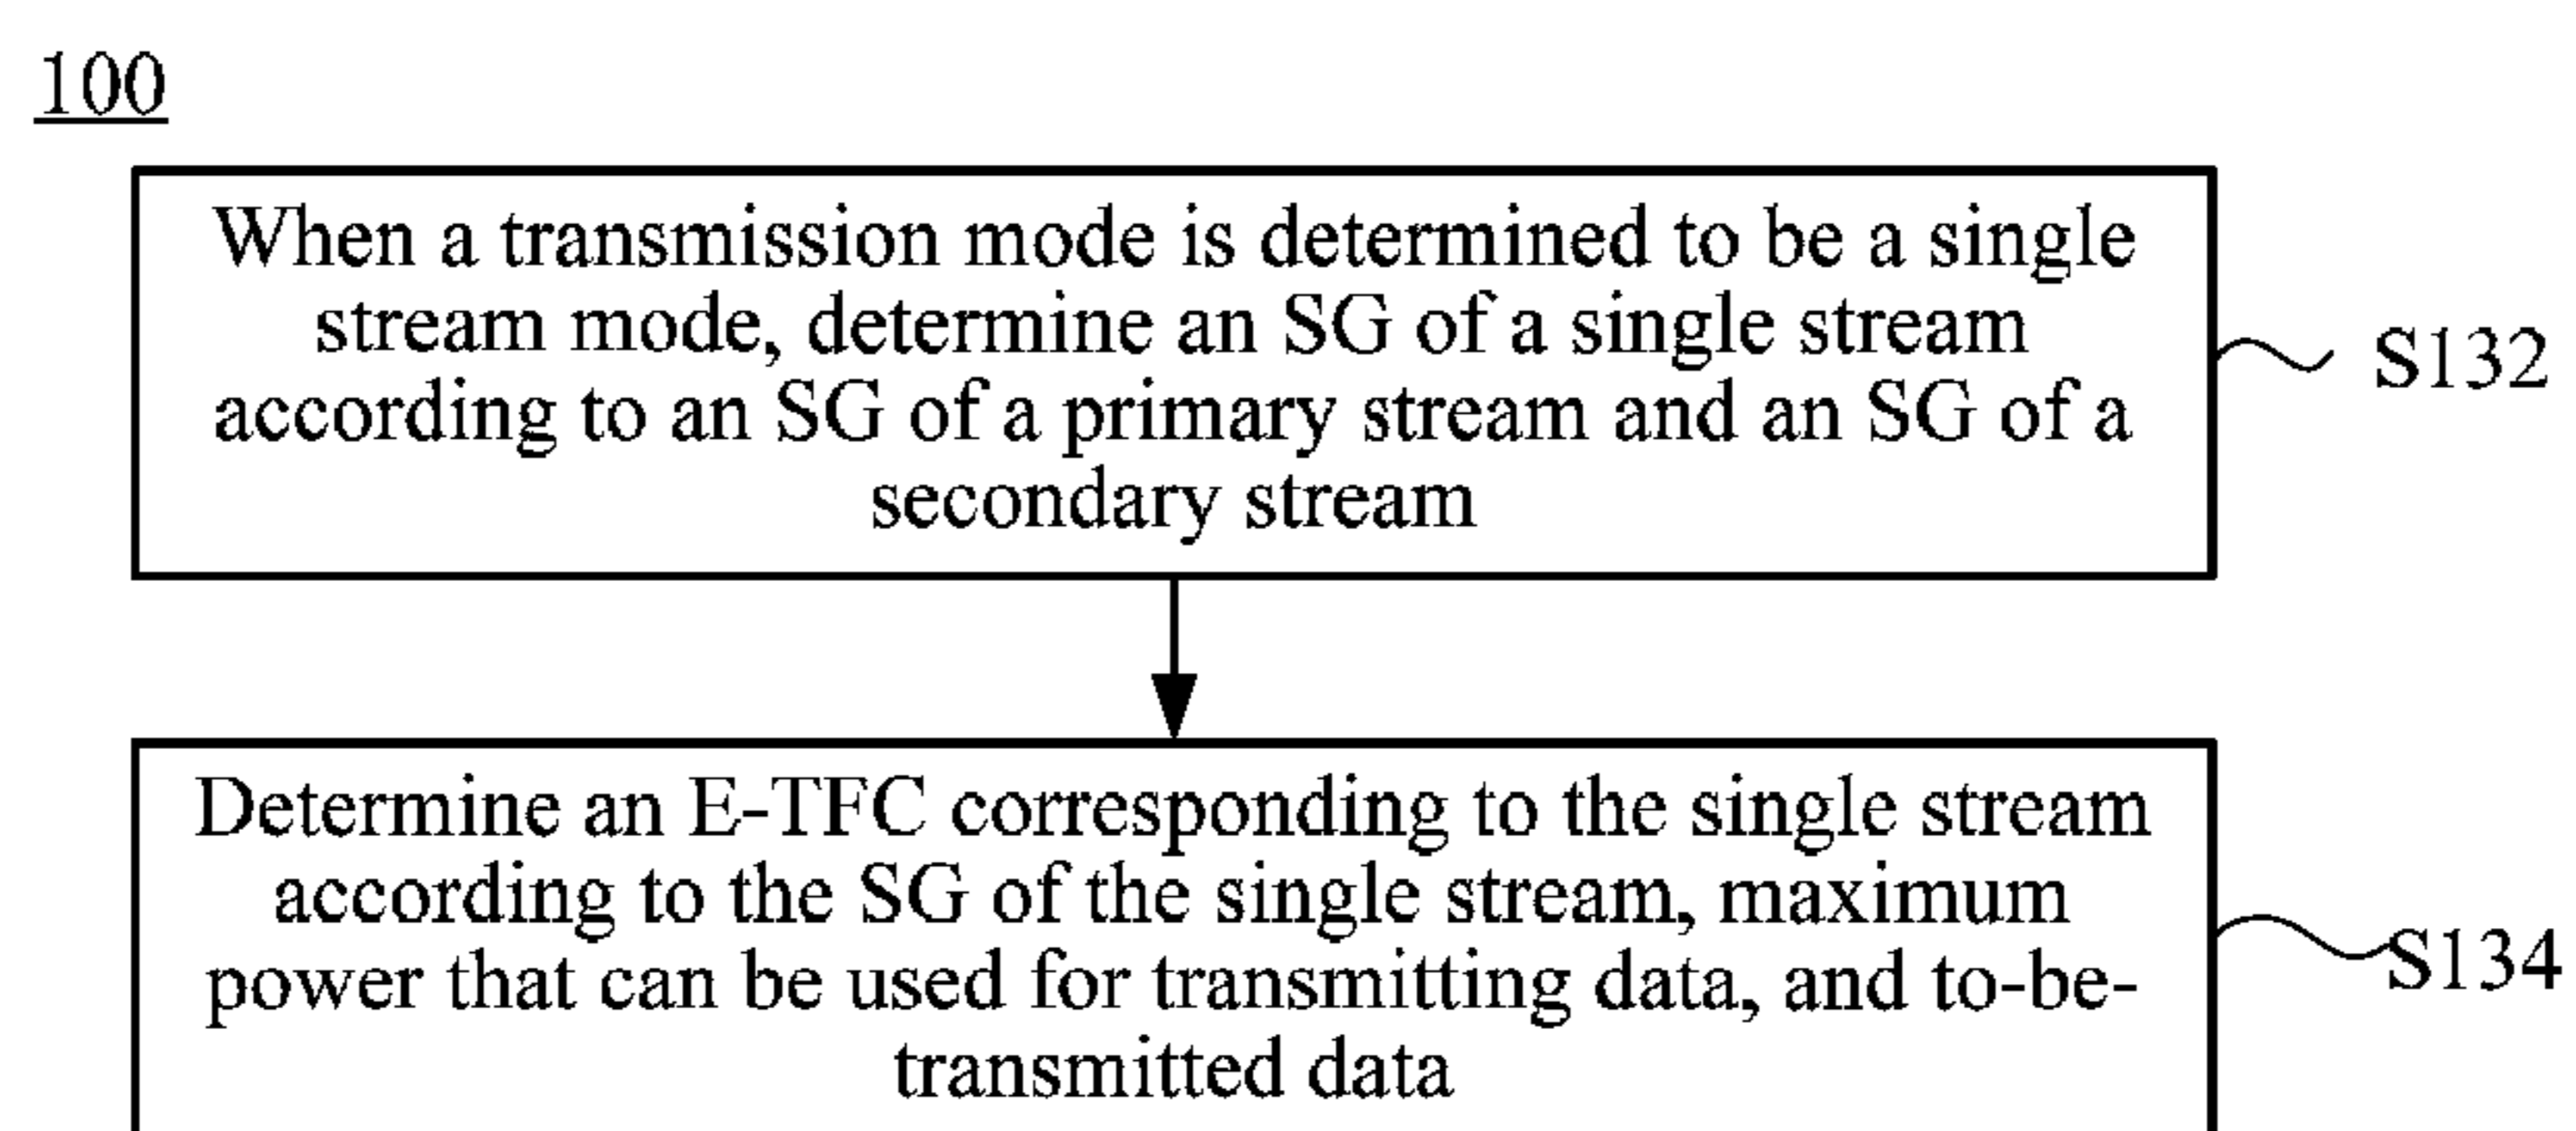 100
When a transmission mode is determined to be a single
stream mode, determine an SG of a single stream
according to an SG of a primary stream and an SG of a
secondary stream
S132
Determine an E-TFC corresponding to the single stream
according to the SG of the single stream, maximum
power that can be used for transmitting data, and to-be-
transmitted data
S134